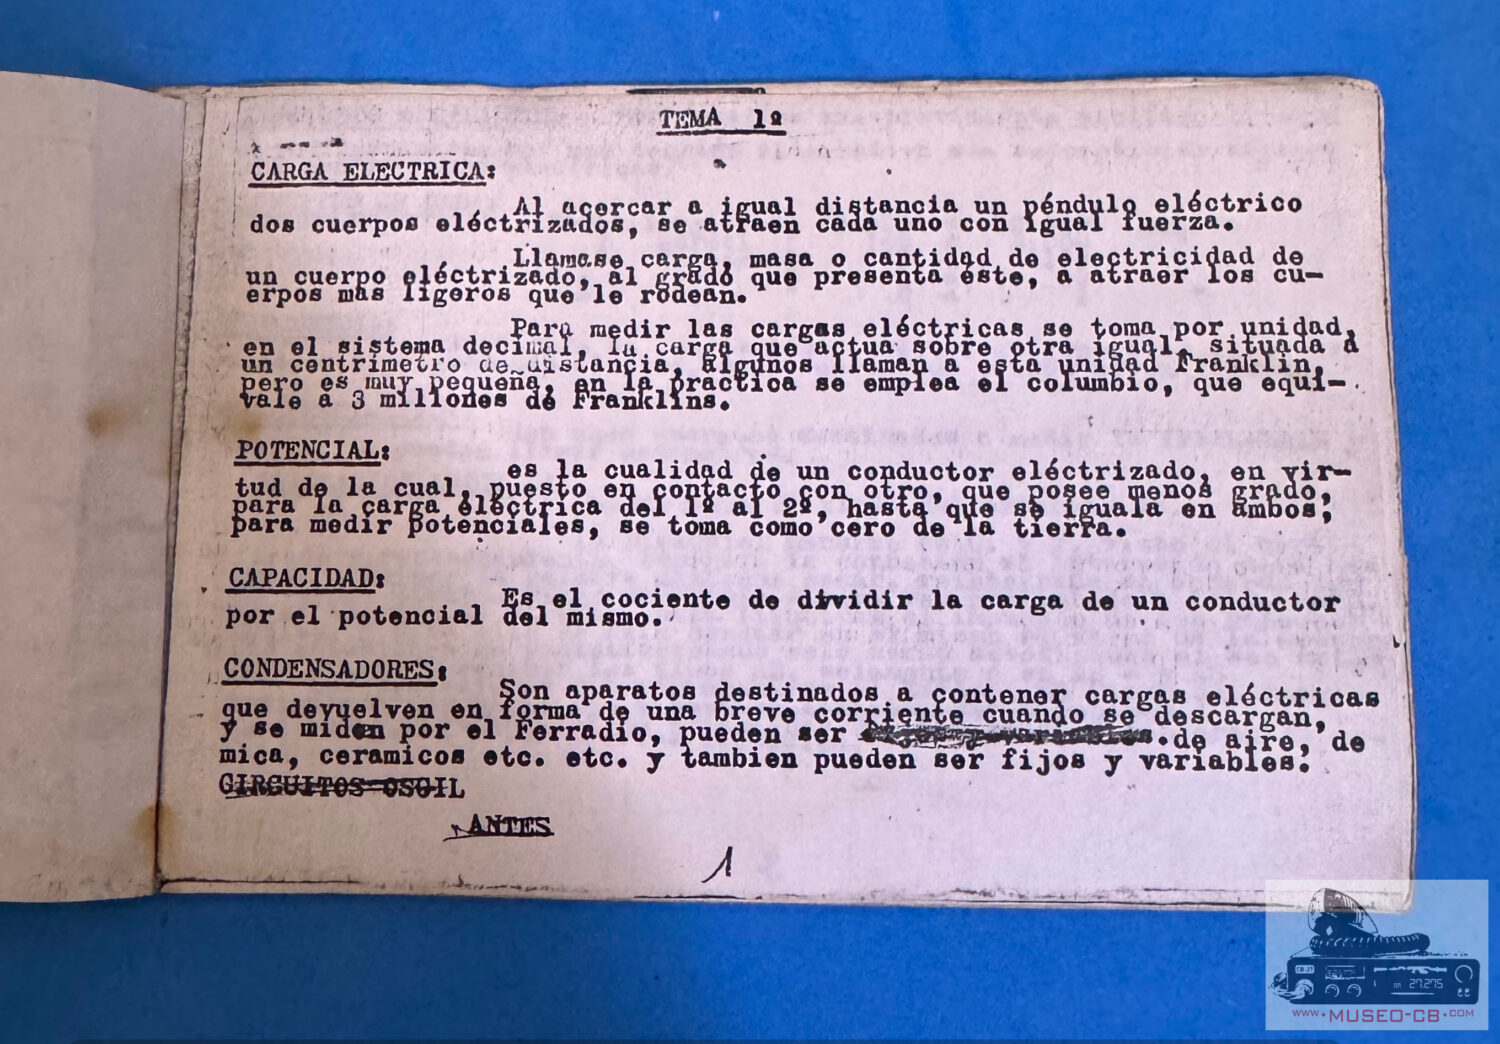 TEMA 1º
CARGA ELECTRICA:
Al acercar a igual distancia un péndulo eléctrico
dos cuerpos eléctrizados, se atraen cada uno con igual fuerza.
Llamase carga, masa o cantidad de electricidad de
un cuerpo eléctrizado, al grado que presenta éste, a atraer los cu-
erpos mas ligeros que le rodean.
Para medir las cargas eléctricas se toma por unidad,
en el sistema decimal, la carga que actua sobre otra igual, situada a
un centrimetro de distancia, algunos llaman a esta unidad Franklin,
pero es muy pequeña, en la practica se emplea el columbio, que equi-
vale a 3 millones de Franklins.
POTENCIAL:
es la cualidad de un conductor eléctrizado, en vir-
tud de la cual, puesto en contacto con otro, que posee menos grado,
para la carga eléctrica del 1º al 2º, hasta que se iguala en ambos;
para medir potenciales, se toma como cero de la tierra.
CAPACIDAD:
Es el cociente de dividir la carga de un conductor
por el potencial del mismo.
CONDENSADORES:
Son aparatos destinados a contener cargas eléctricas
que devuelven en forma de una breve corriente cuando se descargan,
y se miden por el Ferradio, pueden ser .de aire, de
mica, ceramicos etc. etc. y tambien pueden ser fijos y variables.
CIRCUITOS OSCIL
ANTES
1
CB-27
27.275
www.MUSEO-CB.com